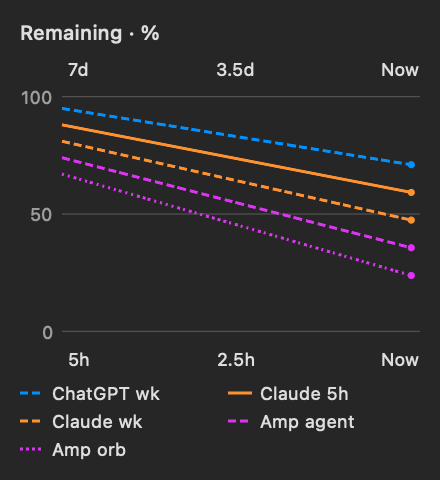 Remaining · %
7d 3.5d Now
100
50
0
5h 2.5h Now
ChatGPT wk Claude 5h
Claude wk Amp agent
Amp orb